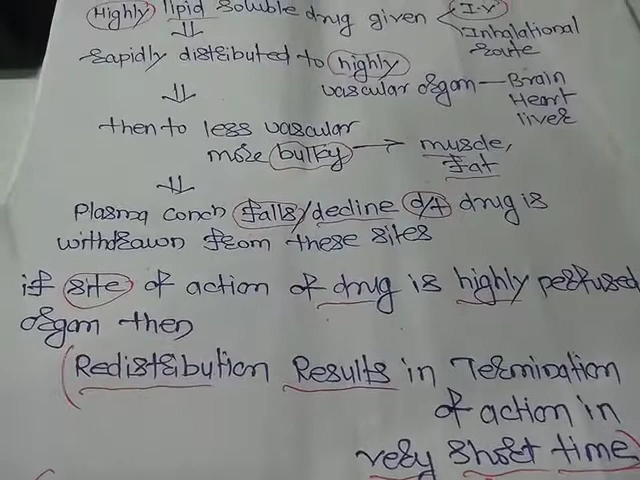 Highly lipid soluble drug given < I.V
Inhalational route
⇓
rapidly distributed to highly
vascular organ — Brain
Heart
liver
⇓
then to less vascular
more bulky → muscle,
fat
⇓
Plasma concn falls/decline d/t drug is
withdrawn from these sites
if site of action of drug is highly perfused
organ then
(Redistribution Results in Termination
of action in
very short time)